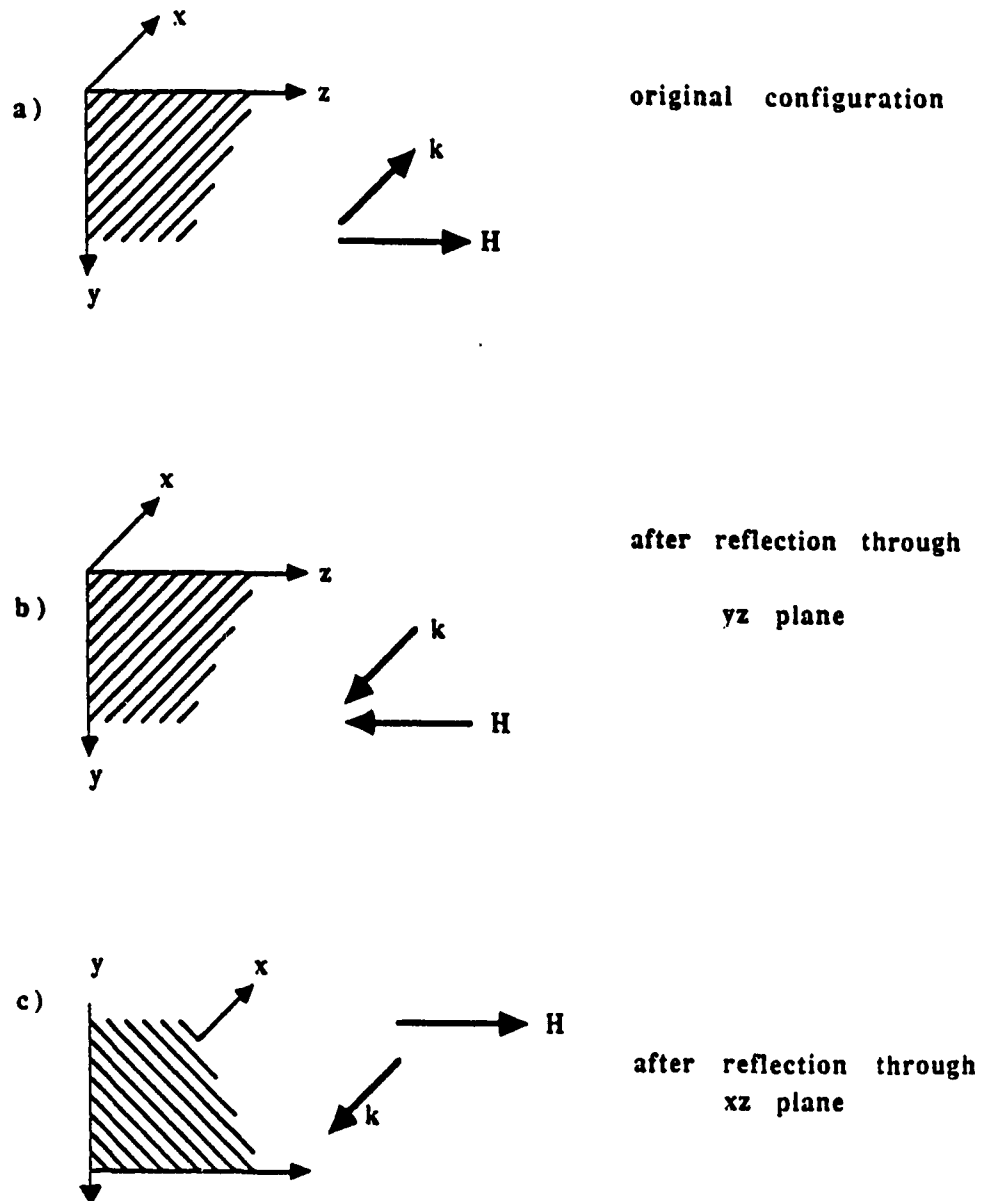 x
a)
z
original configuration
k
H
y
x
after reflection through
z
b)
k
yz plane
H
y
y
x
c)
H
after reflection through
k
xz plane